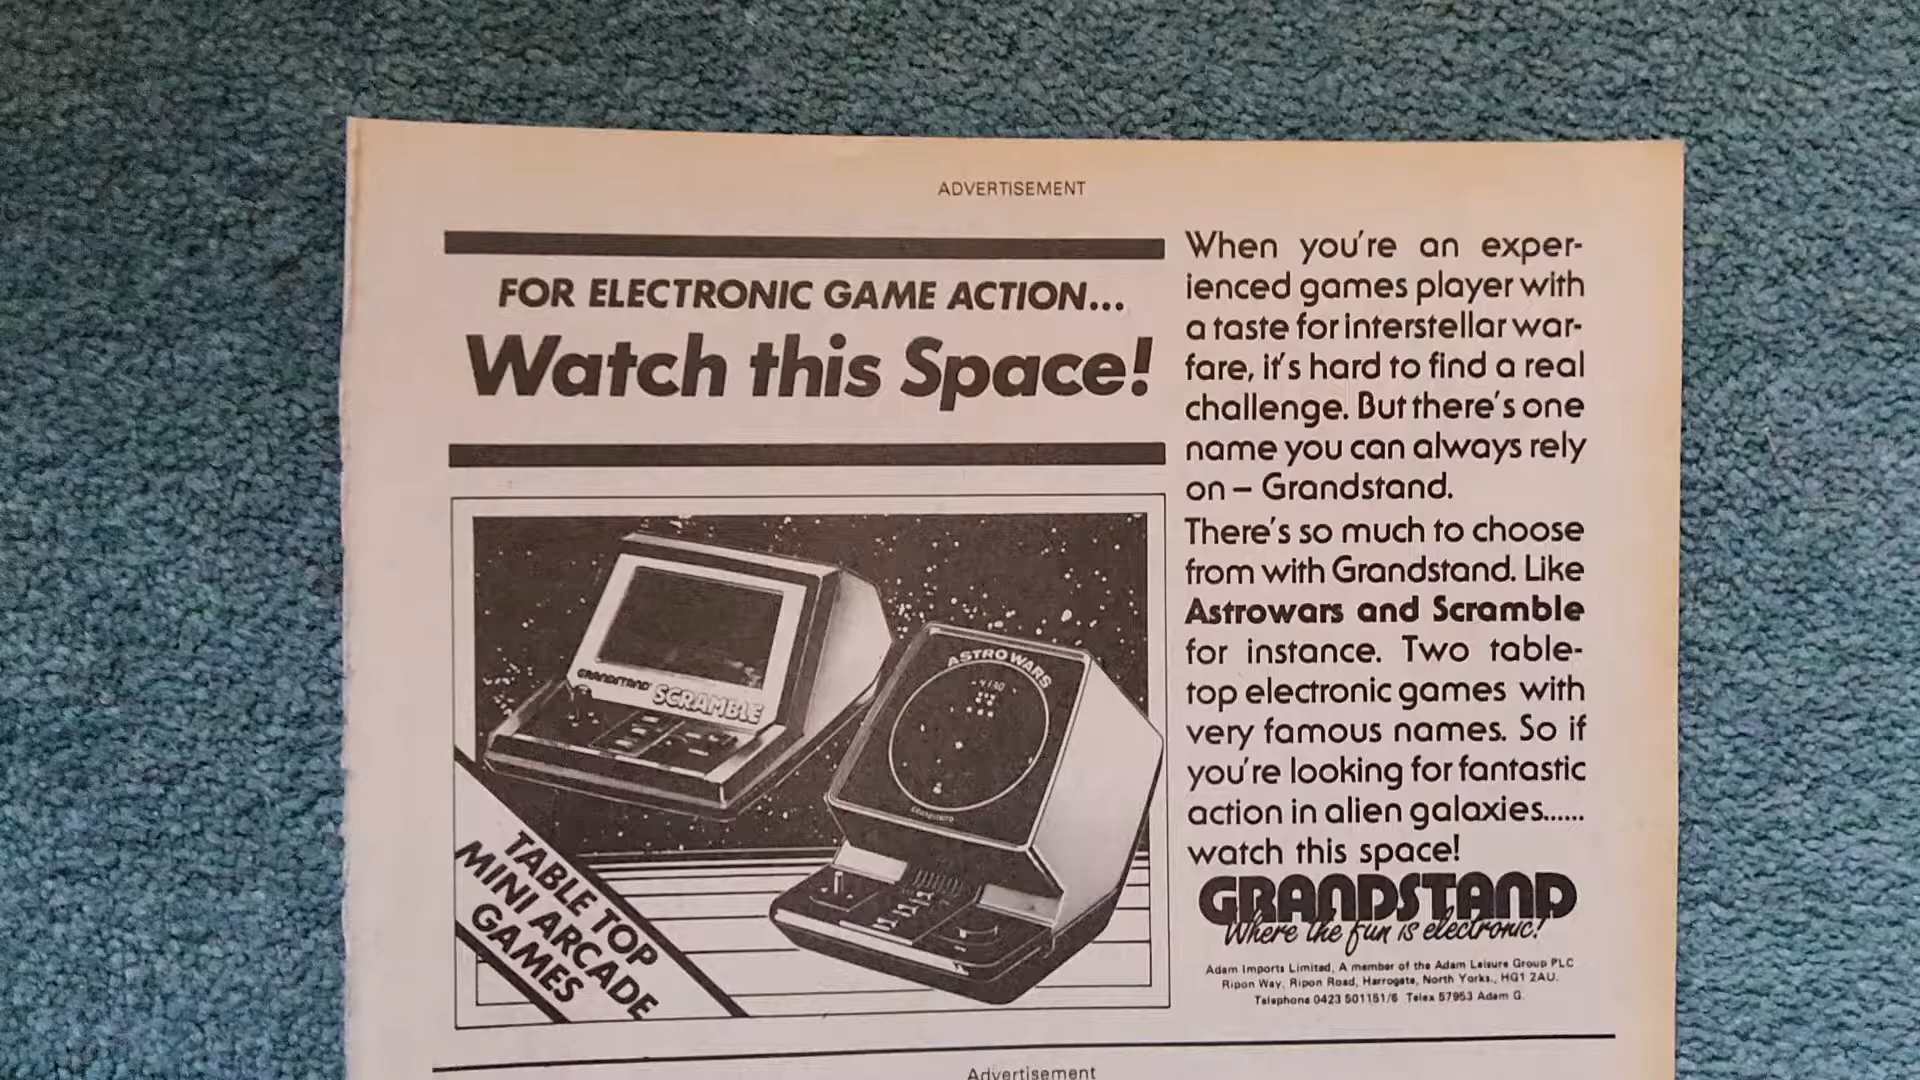 ADVERTISEMENT
FOR ELECTRONIC GAME ACTION...
Watch this Space!
GRANDSTAND SCRAMBLE
ASTRO WARS
Grandstand
TABLE TOP
MINI ARCADE
GAMES
When you're an exper-
ienced games player with
a taste for interstellar war-
fare, it's hard to find a real
challenge. But there's one
name you can always rely
on – Grandstand.
There's so much to choose
from with Grandstand. Like
Astrowars and Scramble
for instance. Two table-
top electronic games with
very famous names. So if
you're looking for fantastic
action in alien galaxies......
watch this space!
GRANDSTAND
Where the fun is electronic!
Adam Imports Limited, A member of the Adam Leisure Group PLC
Ripon Way, Ripon Road, Harrogate, North Yorks., HG1 2AU.
Telephone 0423 501151/6 Telex 57953 Adam G.
Advertisement